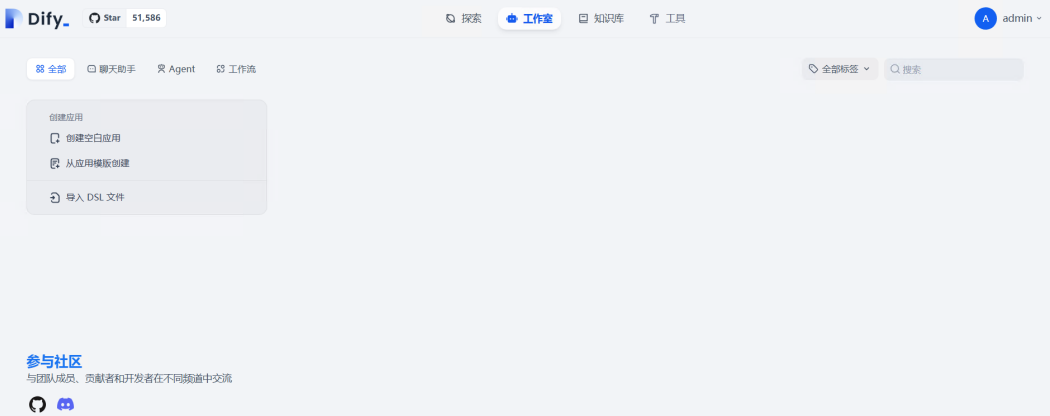 Dify_
Star 51,586
探索 工作室 知识库 工具
A admin
全部 聊天助手 Agent 工作流
全部标签 搜索
创建应用
创建空白应用
从应用模版创建
导入 DSL 文件
参与社区
与团队成员、贡献者和开发者在不同频道中交流